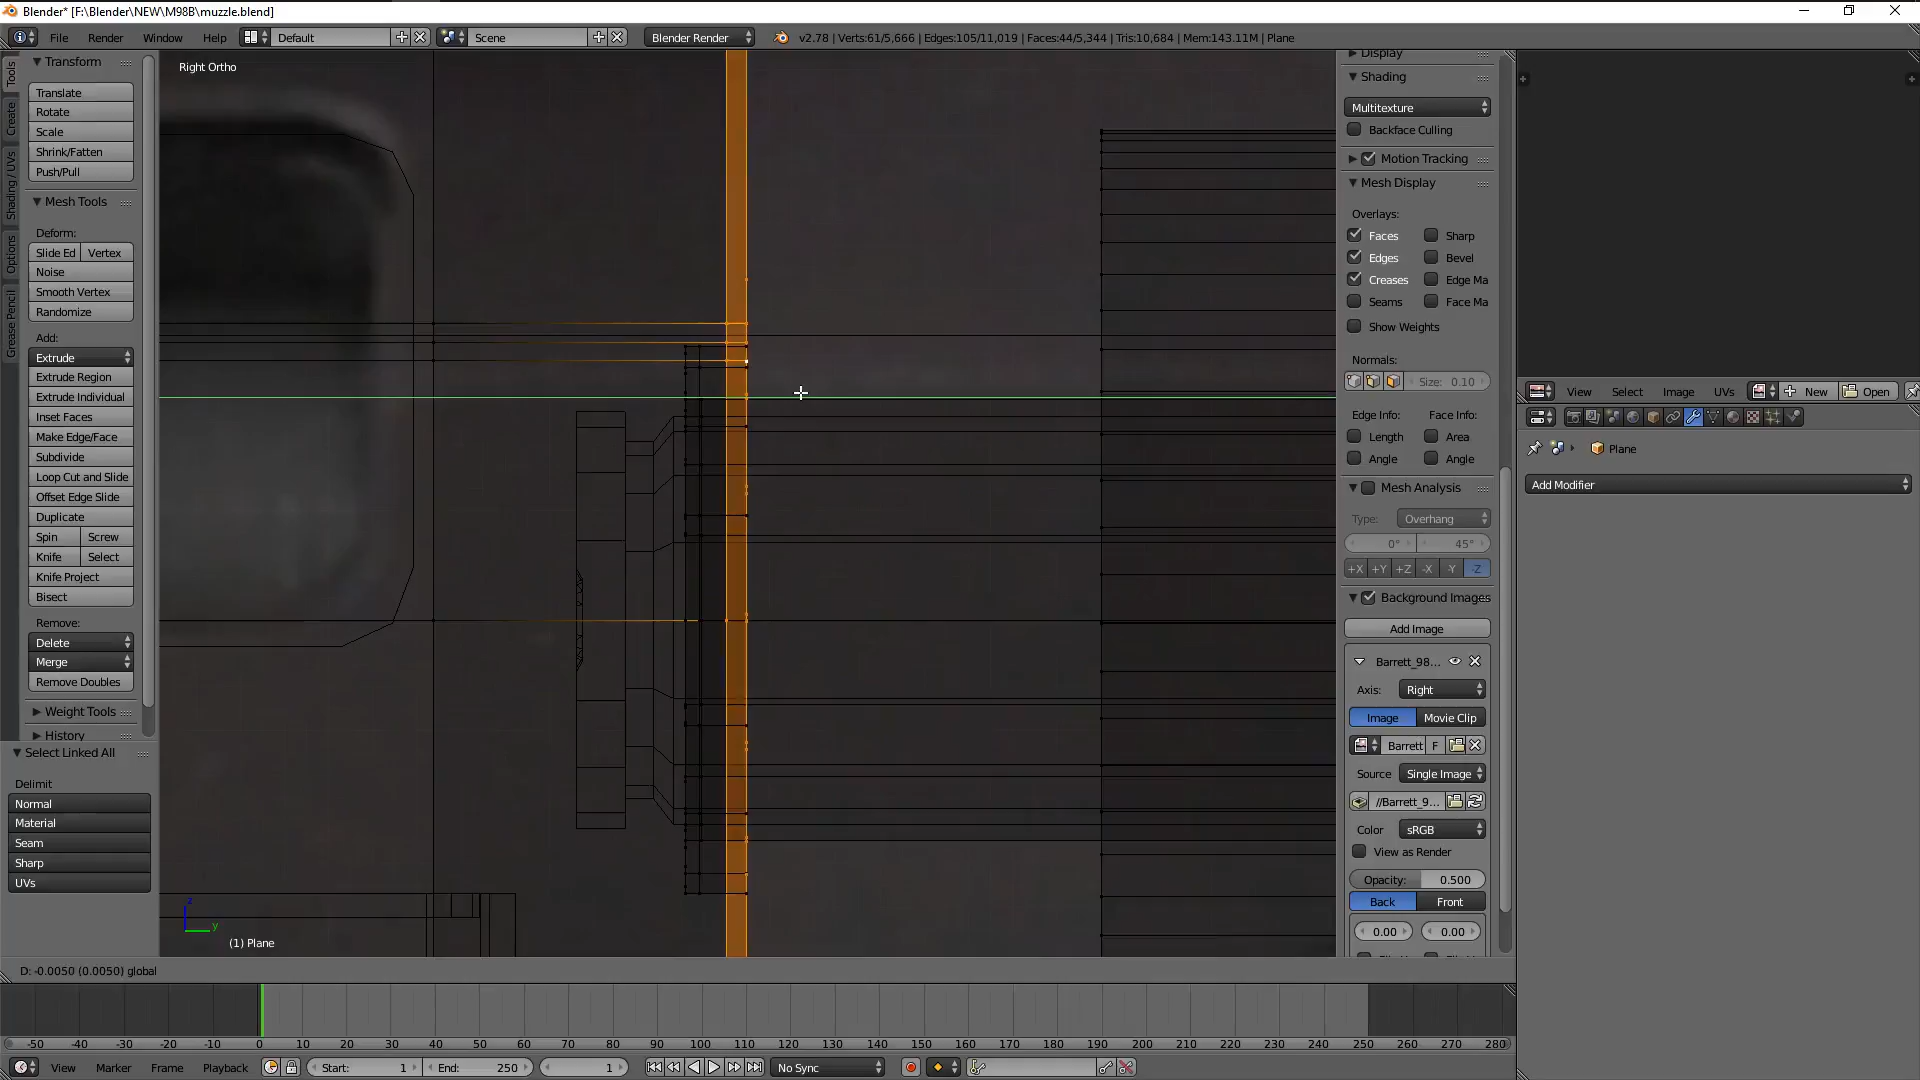 Blender* [F:\Blender\NEW\M98B\muzzle.blend]
File Render Window Help Default Scene Blender Render v2.78 | Verts:61/5,666 | Edges:105/11,019 | Faces:44/5,344 | Tris:10,684 | Mem:143.11M | Plane
Tools
Create
Shading / UVs
Options
Grease Pencil
Transform
Translate
Rotate
Scale
Shrink/Fatten
Push/Pull
Mesh Tools
Deform:
Slide Ed Vertex
Noise
Smooth Vertex
Randomize
Add:
Extrude
Extrude Region
Extrude Individual
Inset Faces
Make Edge/Face
Subdivide
Loop Cut and Slide
Offset Edge Slide
Duplicate
Spin Screw
Knife Select
Knife Project
Bisect
Remove:
Delete
Merge
Remove Doubles
Weight Tools
History
Select Linked All
Delimit
Normal
Material
Seam
Sharp
UVs
Right Ortho
z
y
(1) Plane
D: -0.0050 (0.0050) global
Display
Shading
Multitexture
Backface Culling
Motion Tracking
Mesh Display
Overlays:
Faces Sharp
Edges Bevel
Creases Edge Ma
Seams Face Ma
Show Weights
Normals:
Size: 0.10
Edge Info: Face Info:
Length Area
Angle Angle
Mesh Analysis
Type: Overhang
0° 45°
+X +Y +Z -X -Y -Z
Background Images
Add Image
Barrett_98...
Axis: Right
Image Movie Clip
Barrett F
Source Single Image
//Barrett_9...
Color sRGB
View as Render
Opacity: 0.500
Back Front
0.00 0.00
View Select Image UVs New Open
Plane
Add Modifier
-50 -40 -30 -20 -10 0 10 20 30 40 50 60 70 80 90 100 110 120 130 140 150 160 170 180 190 200 210 220 230 240 250 260 270 280
View Marker Frame Playback Start: 1 End: 250 1 No Sync